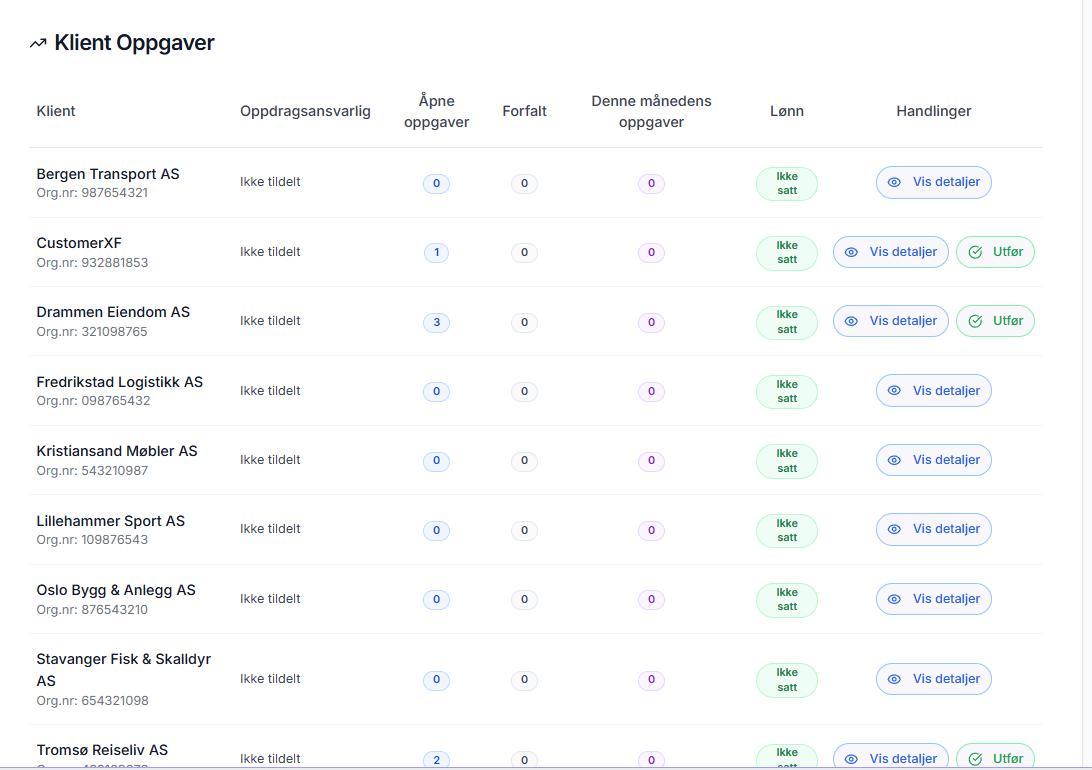 Klient Oppgaver
Klient Oppdragsansvarlig Åpne oppgaver Forfalt Denne månedens oppgaver Lønn Handlinger
Bergen Transport AS
Org.nr: 987654321
Ikke tildelt 0 0 0 Ikke satt Vis detaljer
CustomerXF
Org.nr: 932881853
Ikke tildelt 1 0 0 Ikke satt Vis detaljer Utfør
Drammen Eiendom AS
Org.nr: 321098765
Ikke tildelt 3 0 0 Ikke satt Vis detaljer Utfør
Fredrikstad Logistikk AS
Org.nr: 098765432
Ikke tildelt 0 0 0 Ikke satt Vis detaljer
Kristiansand Møbler AS
Org.nr: 543210987
Ikke tildelt 0 0 0 Ikke satt Vis detaljer
Lillehammer Sport AS
Org.nr: 109876543
Ikke tildelt 0 0 0 Ikke satt Vis detaljer
Oslo Bygg & Anlegg AS
Org.nr: 876543210
Ikke tildelt 0 0 0 Ikke satt Vis detaljer
Stavanger Fisk & Skalldyr
AS
Org.nr: 654321098
Ikke tildelt 0 0 0 Ikke satt Vis detaljer
Tromsø Reiseliv AS
Ikke tildelt 2 0 0 Ikke Vis detaljer Utfør